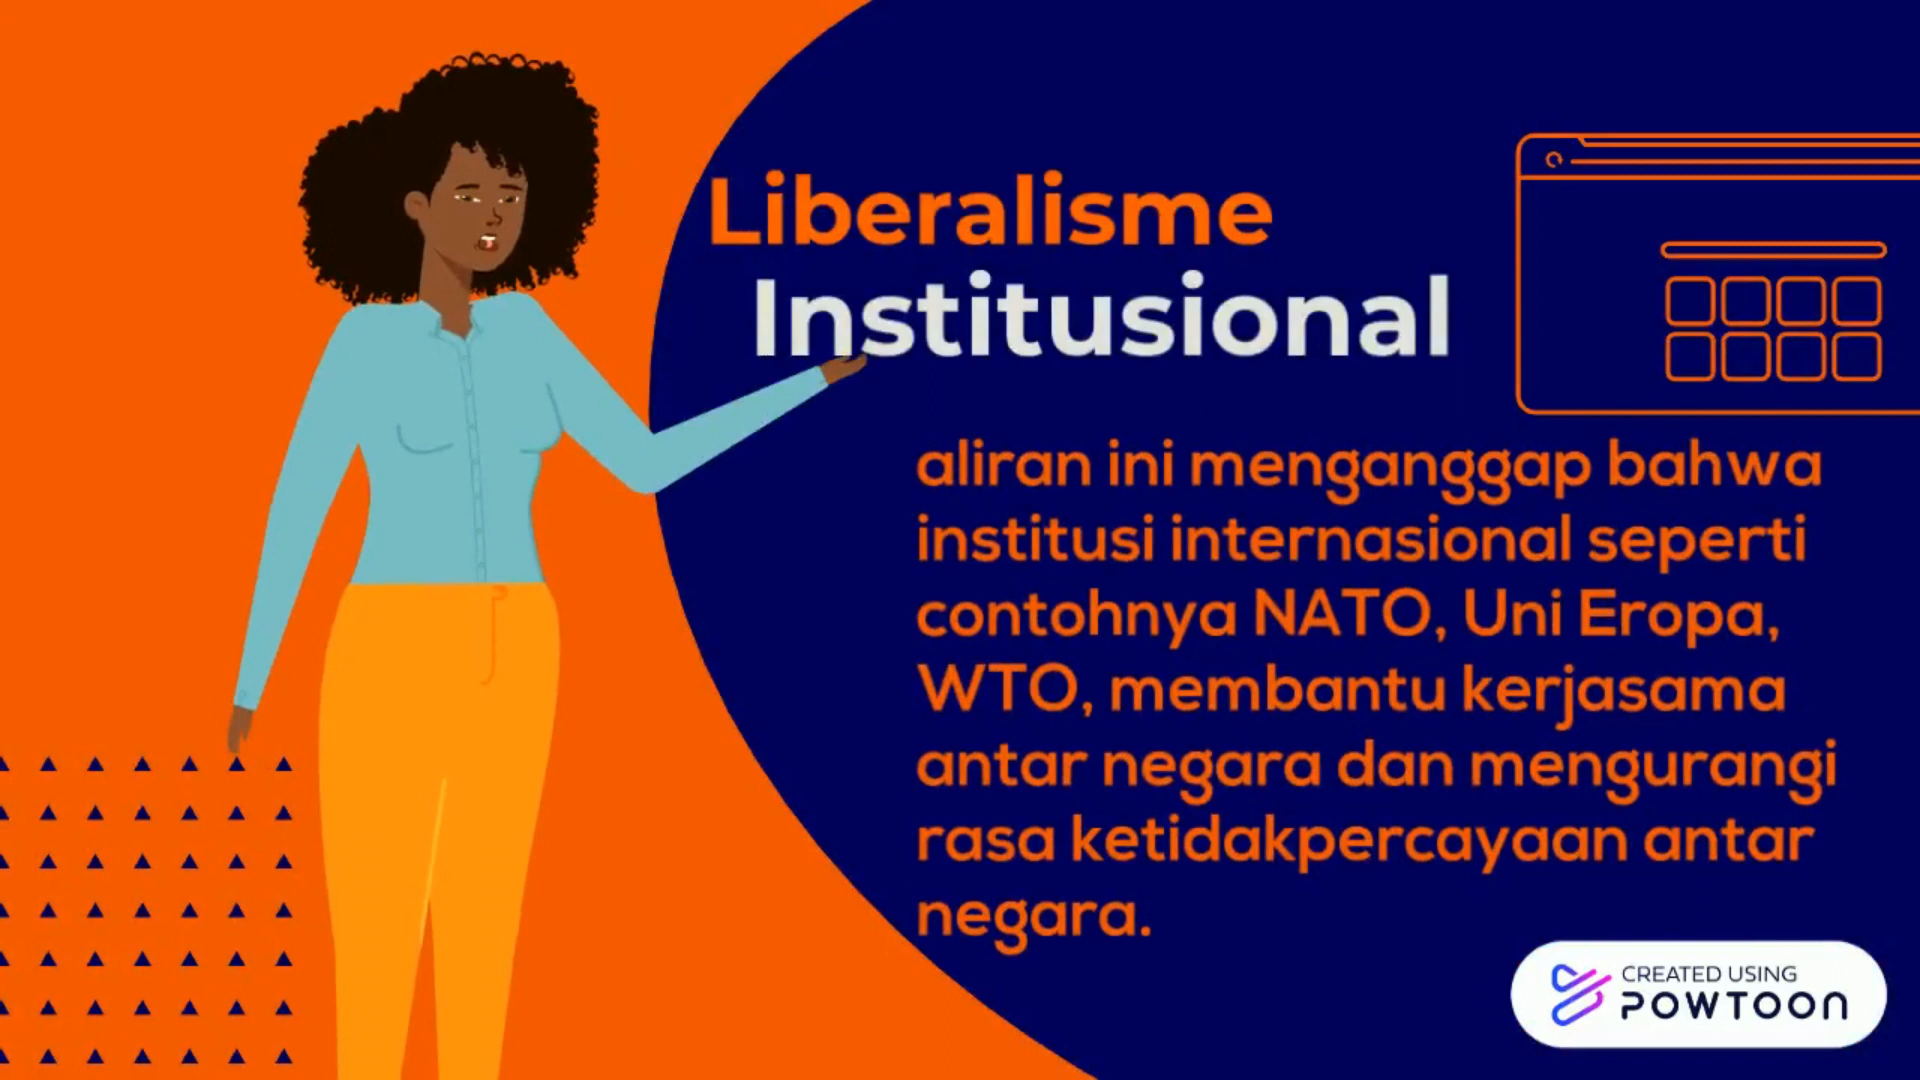 Liberalisme
Institusional
aliran ini menganggap bahwa
institusi internasional seperti
contohnya NATO, Uni Eropa,
WTO, membantu kerjasama
antar negara dan mengurangi
rasa ketidakpercayaan antar
negara.
CREATED USING
POWTOON